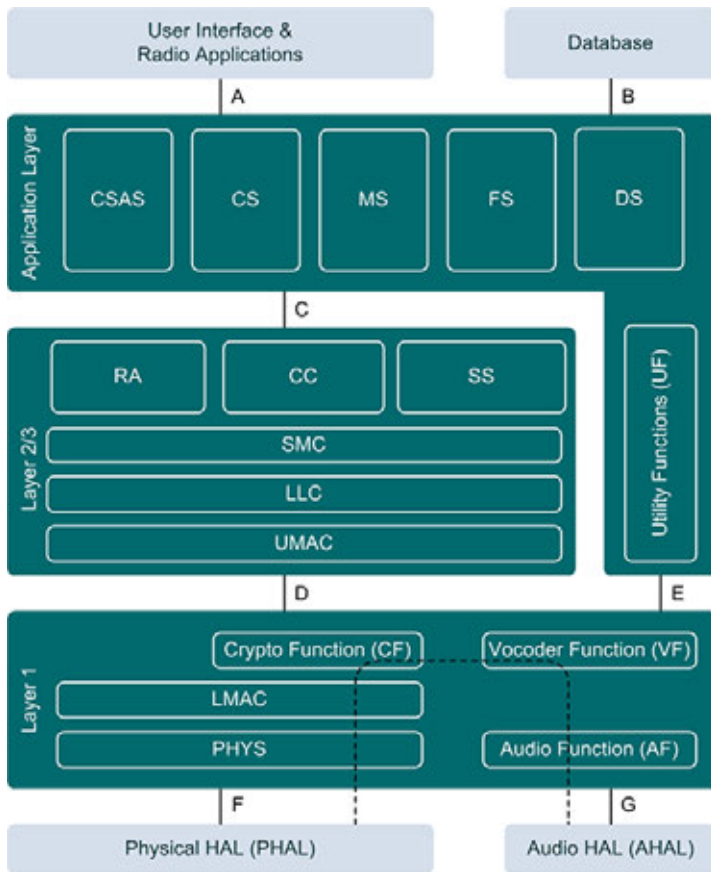 User Interface &
Radio Applications
Database
A
B
Application Layer
CSAS
CS
MS
FS
DS
C
Layer 2/3
RA
CC
SS
SMC
LLC
UMAC
Utility Functions (UF)
D
E
Layer 1
Crypto Function (CF)
Vocoder Function (VF)
LMAC
PHYS
Audio Function (AF)
F
G
Physical HAL (PHAL)
Audio HAL (AHAL)